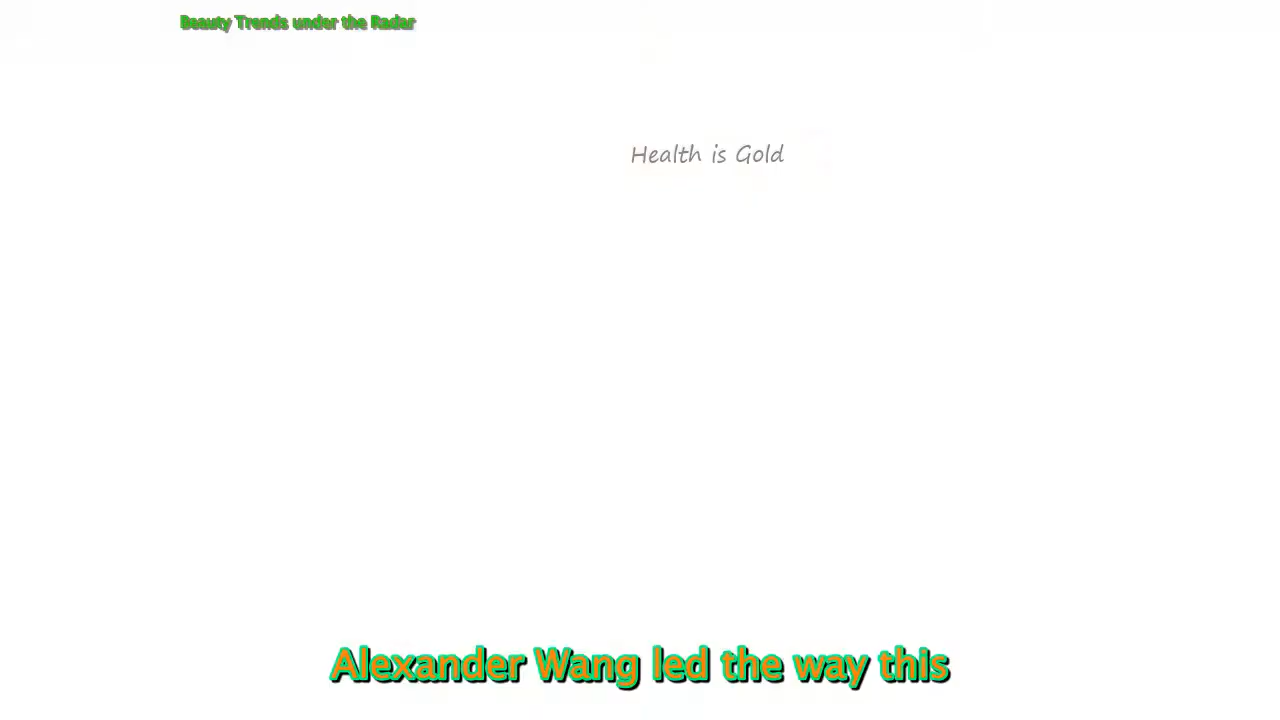 Beauty Trends under the Radar
Health is Gold
Alexander Wang led the way this